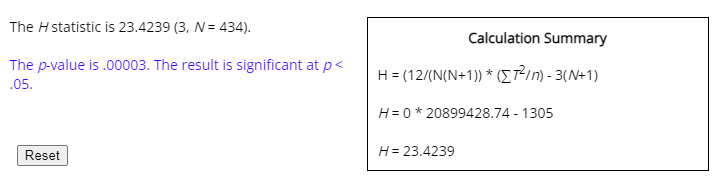 The H statistic is 23.4239 (3, N = 434).
The p-value is .00003. The result is significant at p <
.05.
Reset
Calculation Summary
H = (12/(N(N+1)) * (∑T²/n) - 3(N+1)
H = 0 * 20899428.74 - 1305
H = 23.4239